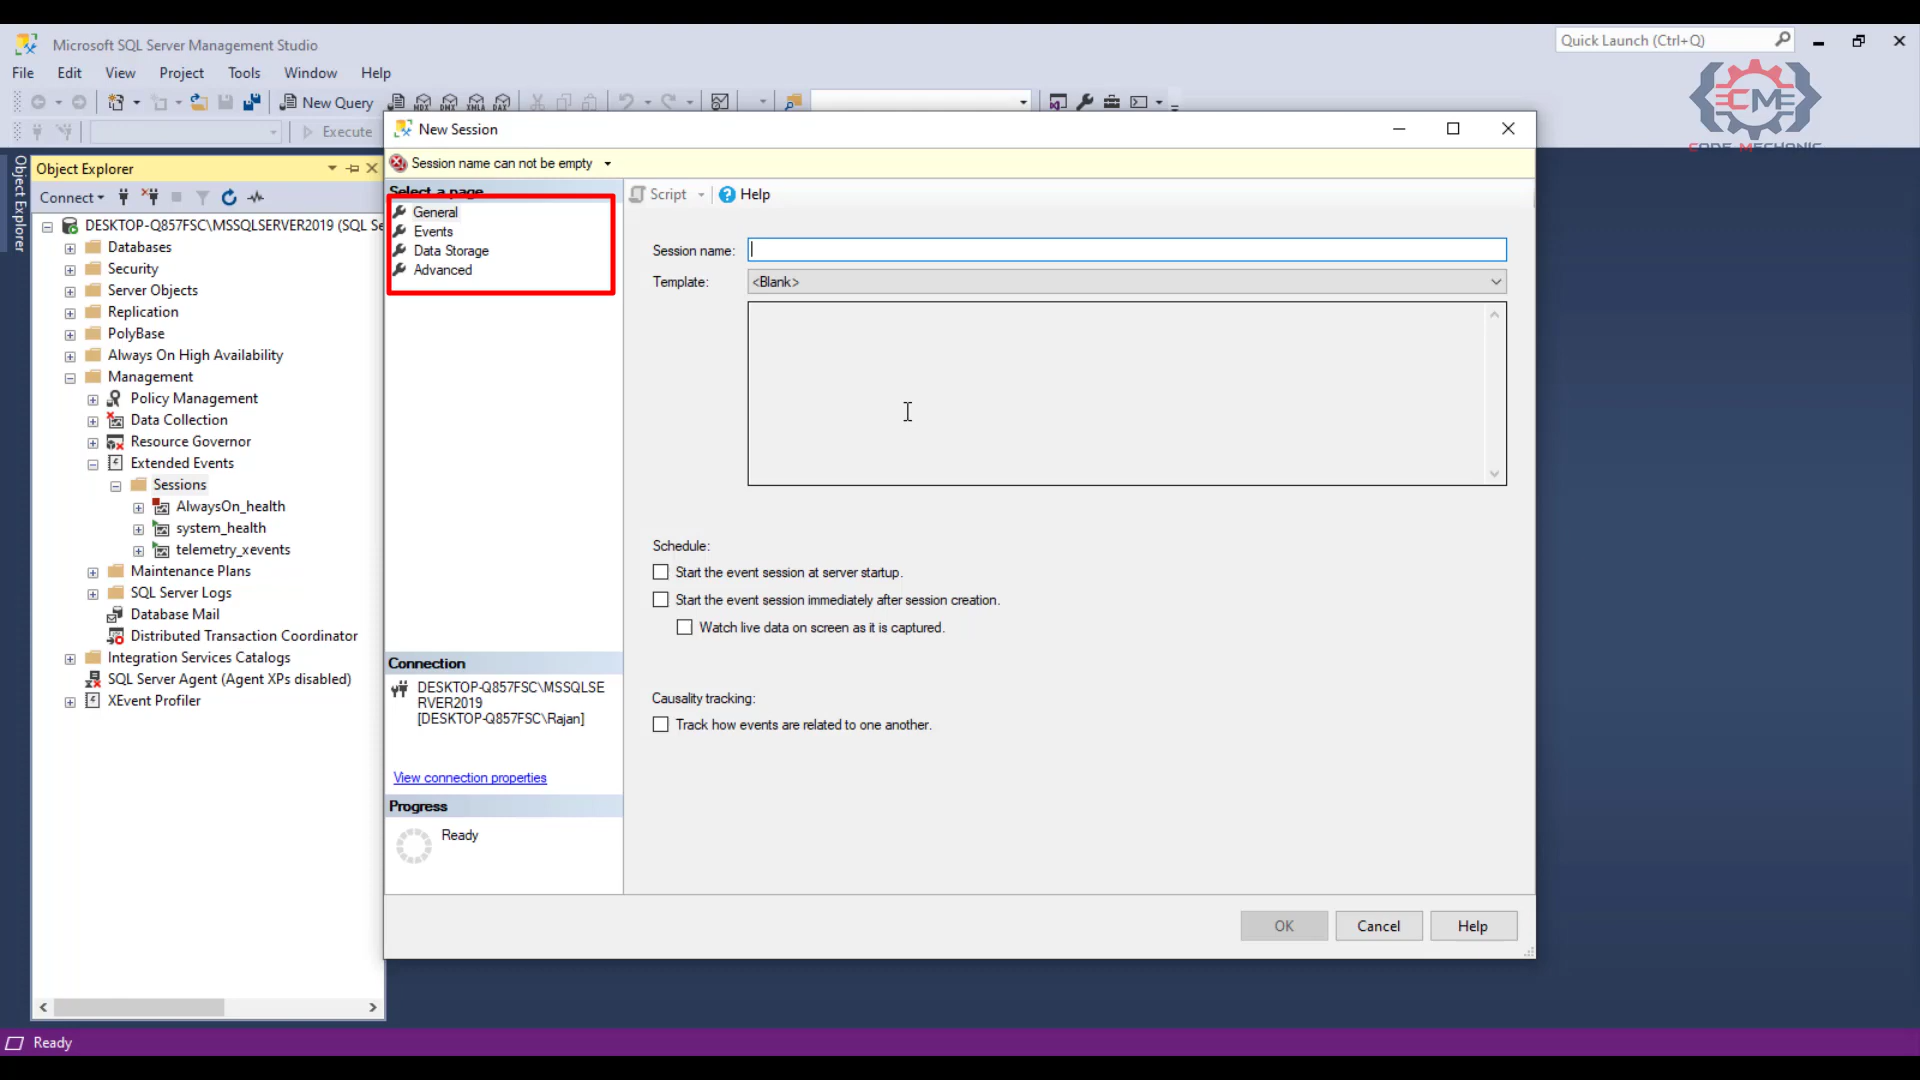 Microsoft SQL Server Management Studio
Quick Launch (Ctrl+Q)
File Edit View Project Tools Window Help
CME
CODE MECHANIC
New Query
MDX DMX XMLA DAX
Execute
Object Explorer
Object Explorer
Connect
DESKTOP-Q857FSC\MSSQLSERVER2019 (SQL Se
Databases
Security
Server Objects
Replication
PolyBase
Always On High Availability
Management
Policy Management
Data Collection
Resource Governor
Extended Events
Sessions
AlwaysOn_health
system_health
telemetry_xevents
Maintenance Plans
SQL Server Logs
Database Mail
Distributed Transaction Coordinator
Integration Services Catalogs
SQL Server Agent (Agent XPs disabled)
XEvent Profiler
New Session
Session name can not be empty
Select a page
General
Events
Data Storage
Advanced
Connection
DESKTOP-Q857FSC\MSSQLSE
RVER2019
[DESKTOP-Q857FSC\Rajan]
View connection properties
Progress
Ready
Script Help
Session name:
Template: <Blank>
Schedule:
Start the event session at server startup.
Start the event session immediately after session creation.
Watch live data on screen as it is captured.
Causality tracking:
Track how events are related to one another.
OK Cancel Help
Ready